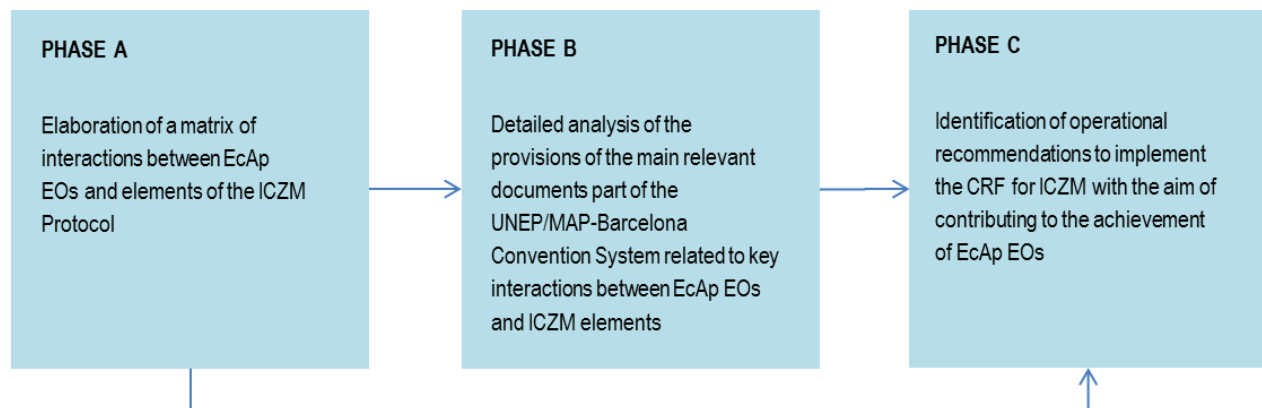 PHASE A
Elaboration of a matrix of
interactions between EcAp
EOs and elements of the ICZM
Protocol
PHASE B
Detailed analysis of the
provisions of the main relevant
documents part of the
UNEP/MAP-Barcelona
Convention System related to key
interactions between EcAp EOs
and ICZM elements
PHASE C
Identification of operational
recommendations to implement
the CRF for ICZM with the aim of
contributing to the achievement
of EcAp EOs